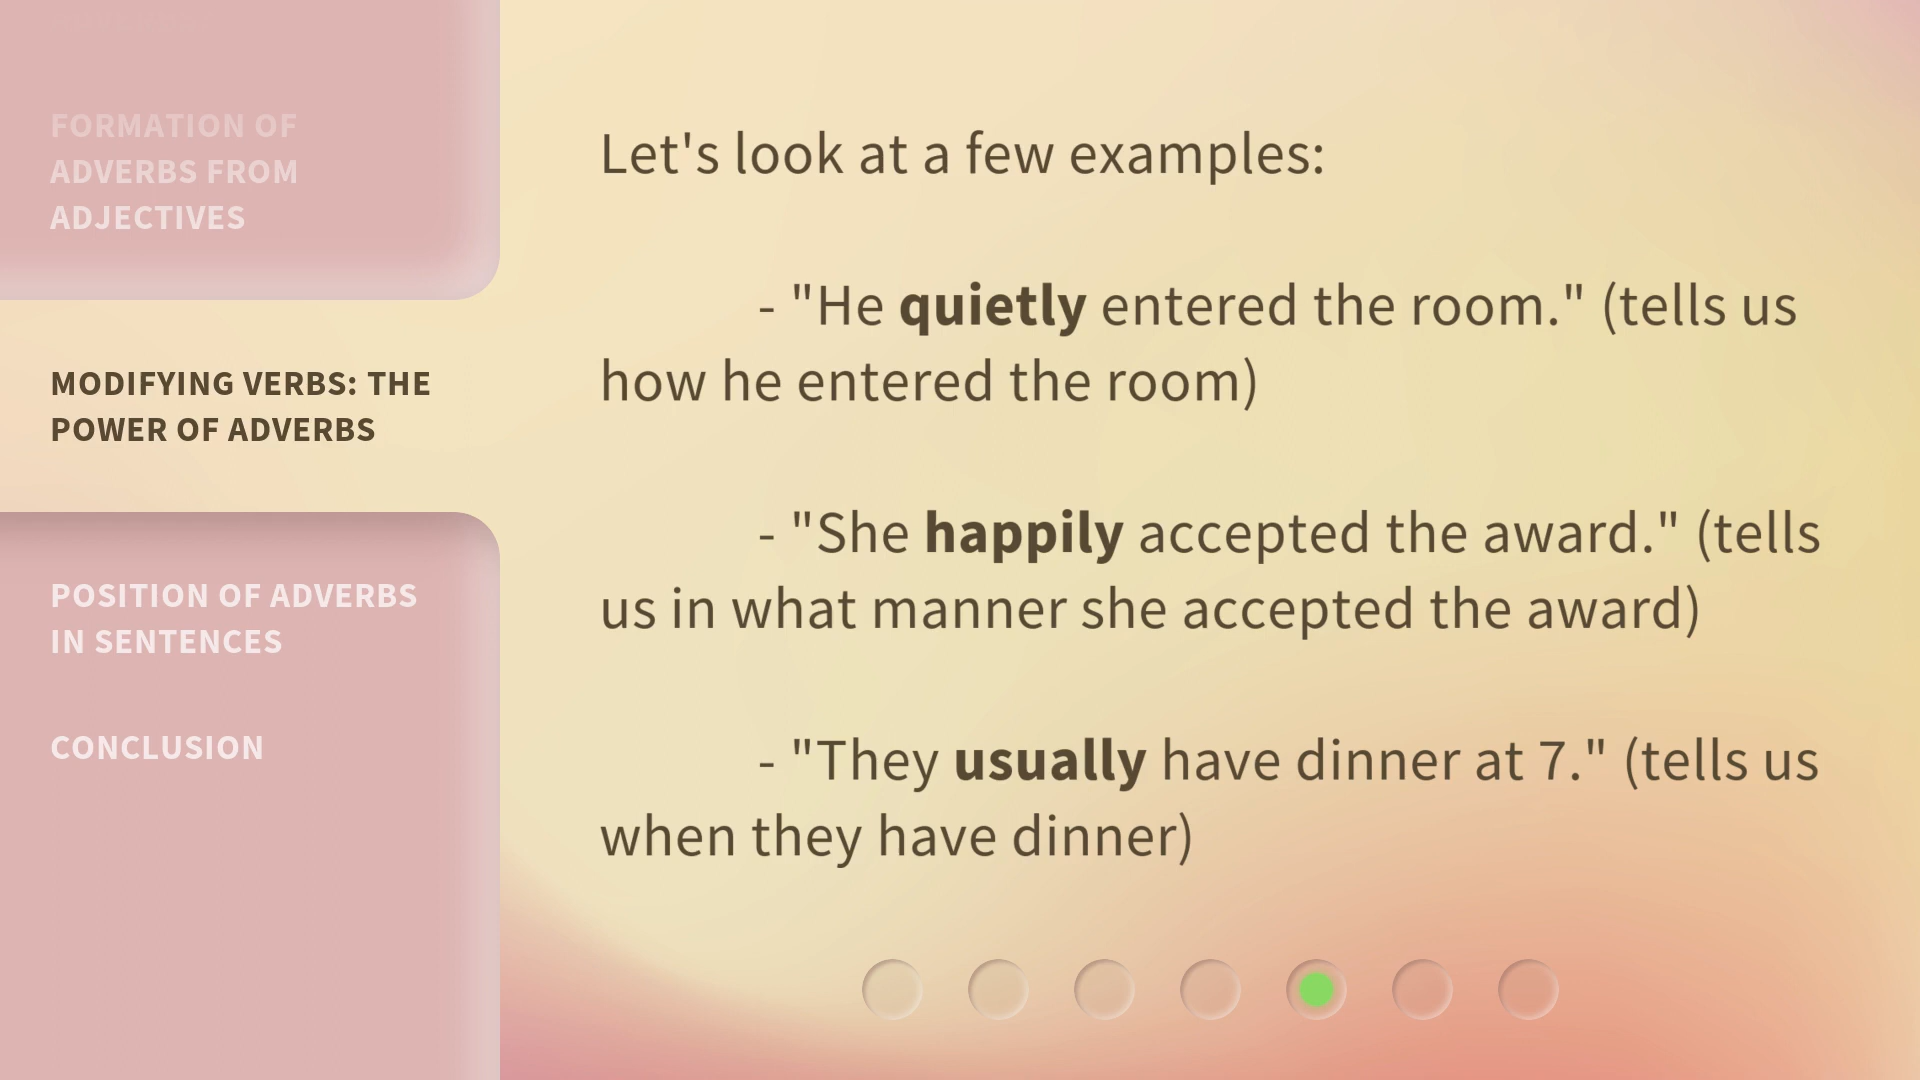 FORMATION OF
ADVERBS FROM
ADJECTIVES
MODIFYING VERBS: THE
POWER OF ADVERBS
POSITION OF ADVERBS
IN SENTENCES
CONCLUSION
Let's look at a few examples:
- "He quietly entered the room." (tells us
how he entered the room)
- "She happily accepted the award." (tells
us in what manner she accepted the award)
- "They usually have dinner at 7." (tells us
when they have dinner)